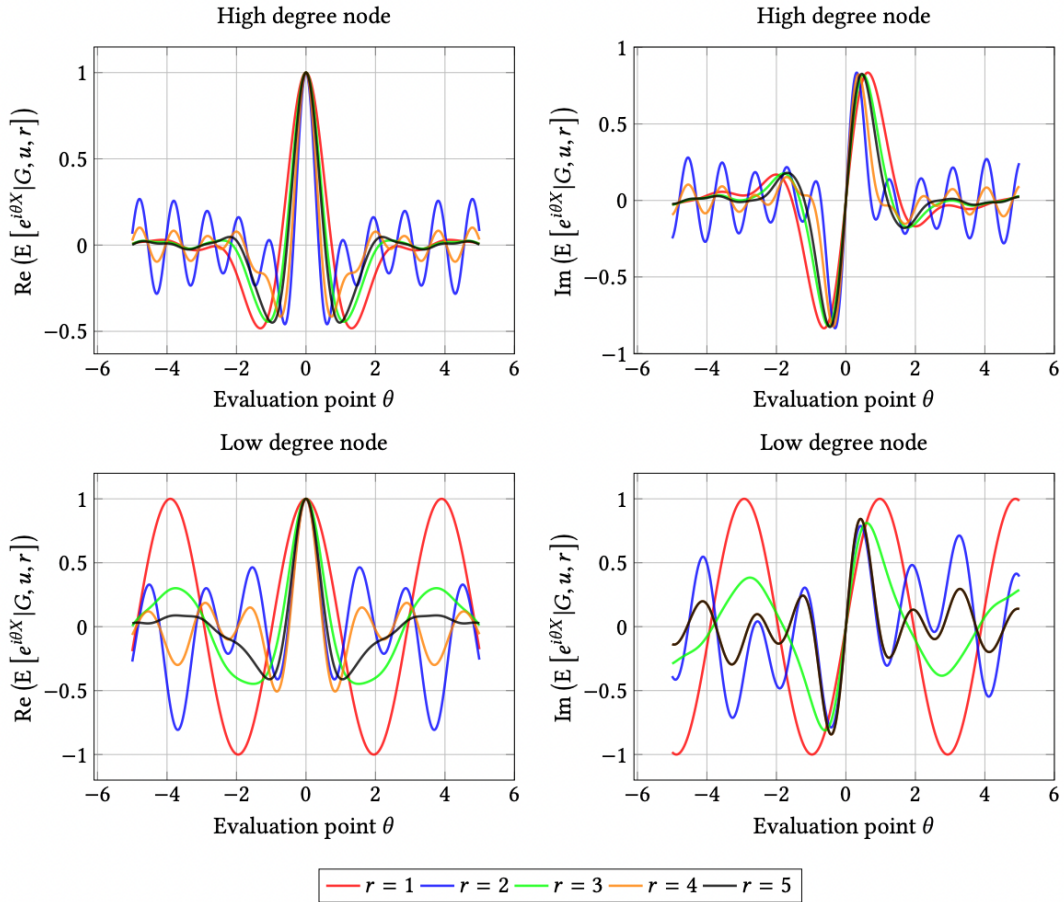 High degree node
High degree node
Re (E [e^{iθX}|G, u, r])
1
0.5
0
−0.5
−6 −4 −2 0 2 4 6
Evaluation point θ
Im (E [e^{iθX}|G, u, r])
1
0.5
0
−0.5
−1
−6 −4 −2 0 2 4 6
Evaluation point θ
Low degree node
Low degree node
Re (E [e^{iθX}|G, u, r])
1
0.5
0
−0.5
−1
−6 −4 −2 0 2 4 6
Evaluation point θ
Im (E [e^{iθX}|G, u, r])
1
0.5
0
−0.5
−1
−6 −4 −2 0 2 4 6
Evaluation point θ
r = 1 r = 2 r = 3 r = 4 r = 5